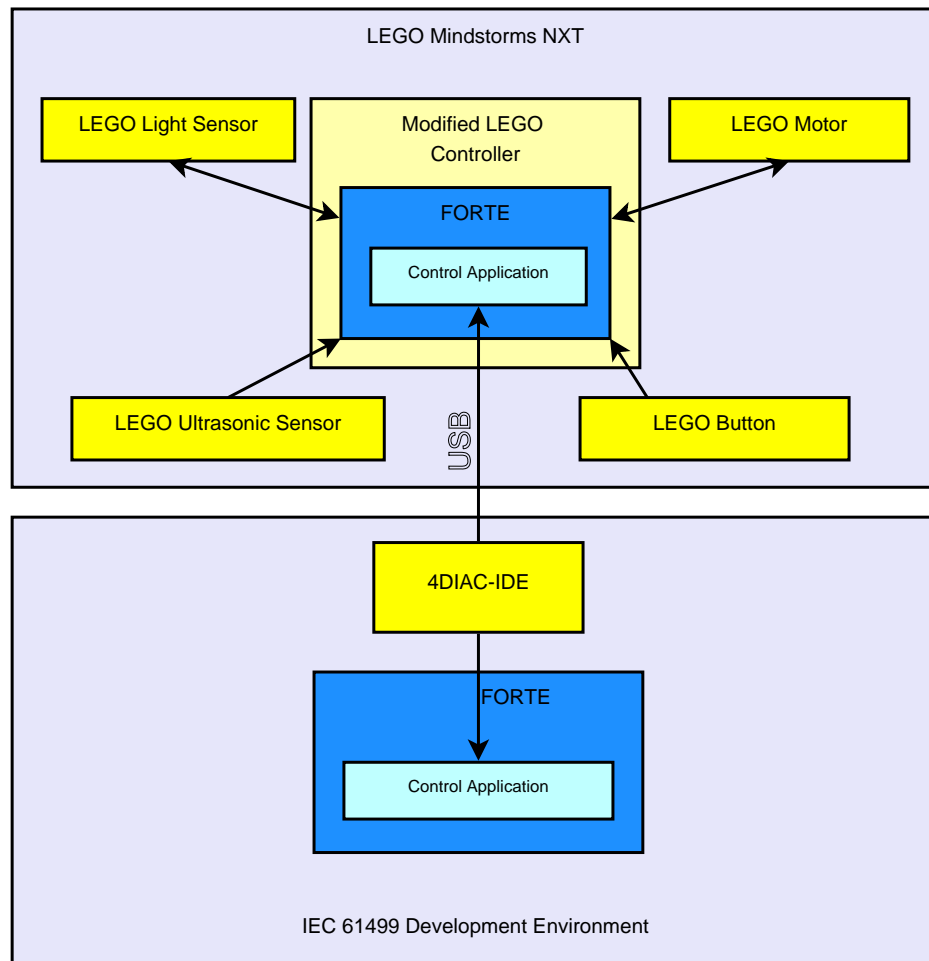 LEGO Mindstorms NXT
LEGO Light Sensor
Modified LEGO
Controller
LEGO Motor
FORTE
Control Application
LEGO Ultrasonic Sensor
LEGO Button
USB
4DIAC-IDE
FORTE
Control Application
IEC 61499 Development Environment